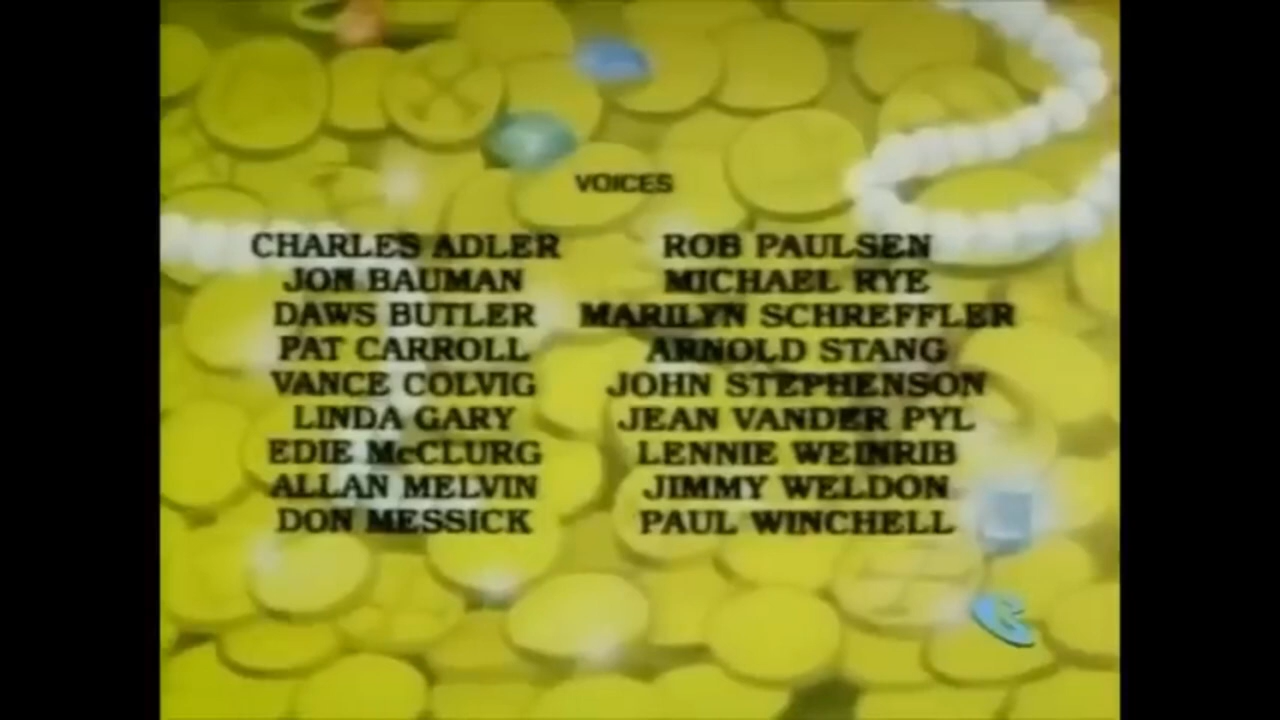 VOICES
CHARLES ADLER ROB PAULSEN
JON BAUMAN MICHAEL RYE
DAWS BUTLER MARILYN SCHREFFLER
PAT CARROLL ARNOLD STANG
VANCE COLVIG JOHN STEPHENSON
LINDA GARY JEAN VANDER PYL
EDIE McCLURG LENNIE WEINRIB
ALLAN MELVIN JIMMY WELDON
DON MESSICK PAUL WINCHELL